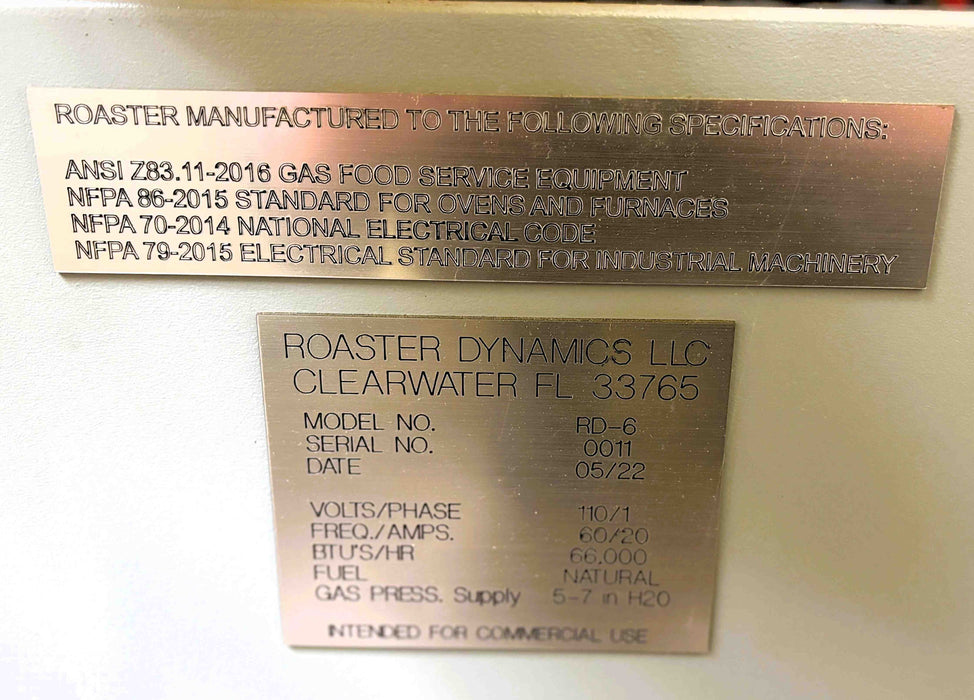 ROASTER MANUFACTURED TO THE FOLLOWING SPECIFICATIONS:
ANSI Z83.11-2016 GAS FOOD SERVICE EQUIPMENT
NFPA 86-2015 STANDARD FOR OVENS AND FURNACES
NFPA 70-2014 NATIONAL ELECTRICAL CODE
NFPA 79-2015 ELECTRICAL STANDARD FOR INDUSTRIAL MACHINERY
ROASTER DYNAMICS LLC
CLEARWATER FL 33765
MODEL NO. RD-6
SERIAL NO. 0011
DATE 05/22
VOLTS/PHASE 110/1
FREQ./AMPS. 60/20
BTU'S/HR 66,000
FUEL NATURAL
GAS PRESS. Supply 5-7 in H20
INTENDED FOR COMMERCIAL USE